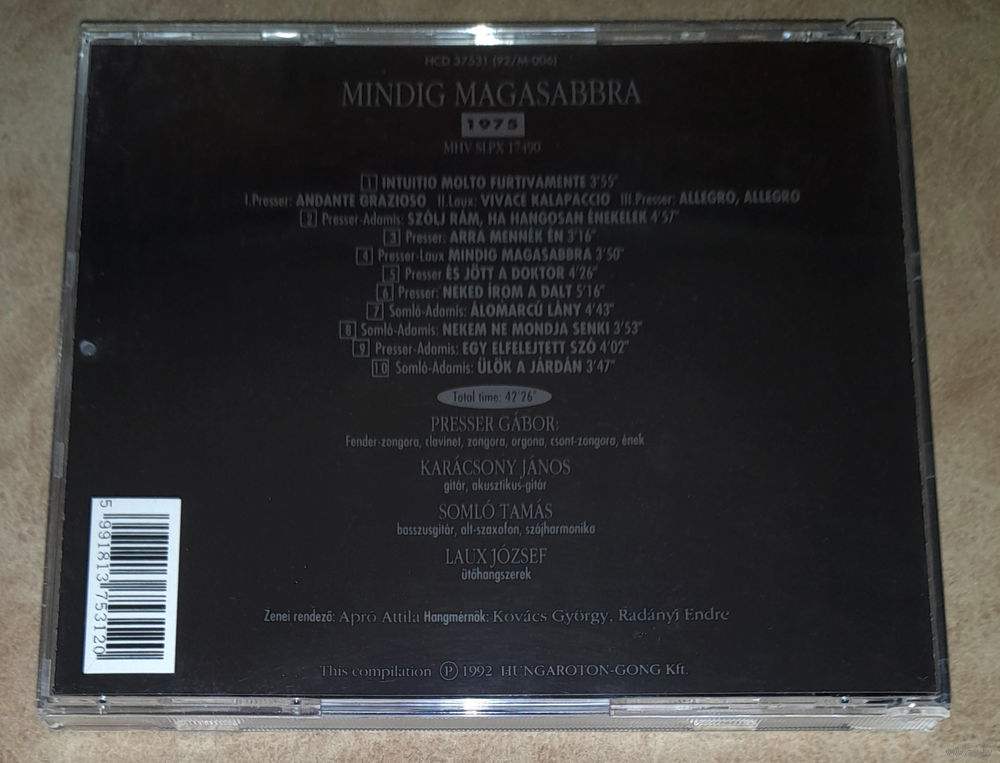 HCD 37531 (92/M-006)
MINDIG MAGASABBRA
1975
MHV SLPX 17490
1 INTUITIO MOLTO FURTIVAMENTE 3'55"
I.Presser: ANDANTE GRAZIOSO II.Laux: VIVACE KALAPACCIO III.Presser: ALLEGRO, ALLEGRO
2 Presser-Adamis: SZÓLJ RÁM, HA HANGOSAN ÉNEKELEK 4'57"
3 Presser: ARRA MENNÉK ÉN 3'16"
4 Presser-Laux MINDIG MAGASABBRA 3'50"
5 Presser ÉS JÖTT A DOKTOR 4'26"
6 Presser: NEKED ÍROM A DALT 5'16"
7 Somló-Adamis: ÁLOMARCÚ LÁNY 4'43"
8 Somló-Adamis: NEKEM NE MONDJA SENKI 3'53"
9 Presser-Adamis: EGY ELFELEJTETT SZÓ 4'02"
10 Somló-Adamis: ÜLÖK A JÁRDÁN 3'47"
Total time: 42'26"
PRESSER GÁBOR:
Fender-zongora, clavinet, zongora, orgona, csont-zongora, ének
KARÁCSONY JÁNOS
gitár, akusztikus-gitár
SOMLÓ TAMÁS
basszusgitár, alt-szaxofon, szájharmonika
LAUX JÓZSEF
ütőhangszerek
Zenei rendező: Apró Attila Hangmérnök: Kovács György, Radányi Endre
This compilation ℗ 1992 HUNGAROTON-GONG Kft.
5 991813 753120